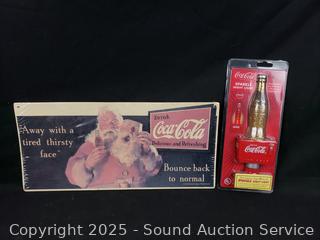 "Away with a
tired thirsty
face"
DRINK
Coca-Cola
Delicious and Refreshing
Bounce back
to normal
Coca-Cola
SPARKLE
Coca-Cola
Copyright 2025 - Sound Auction Service